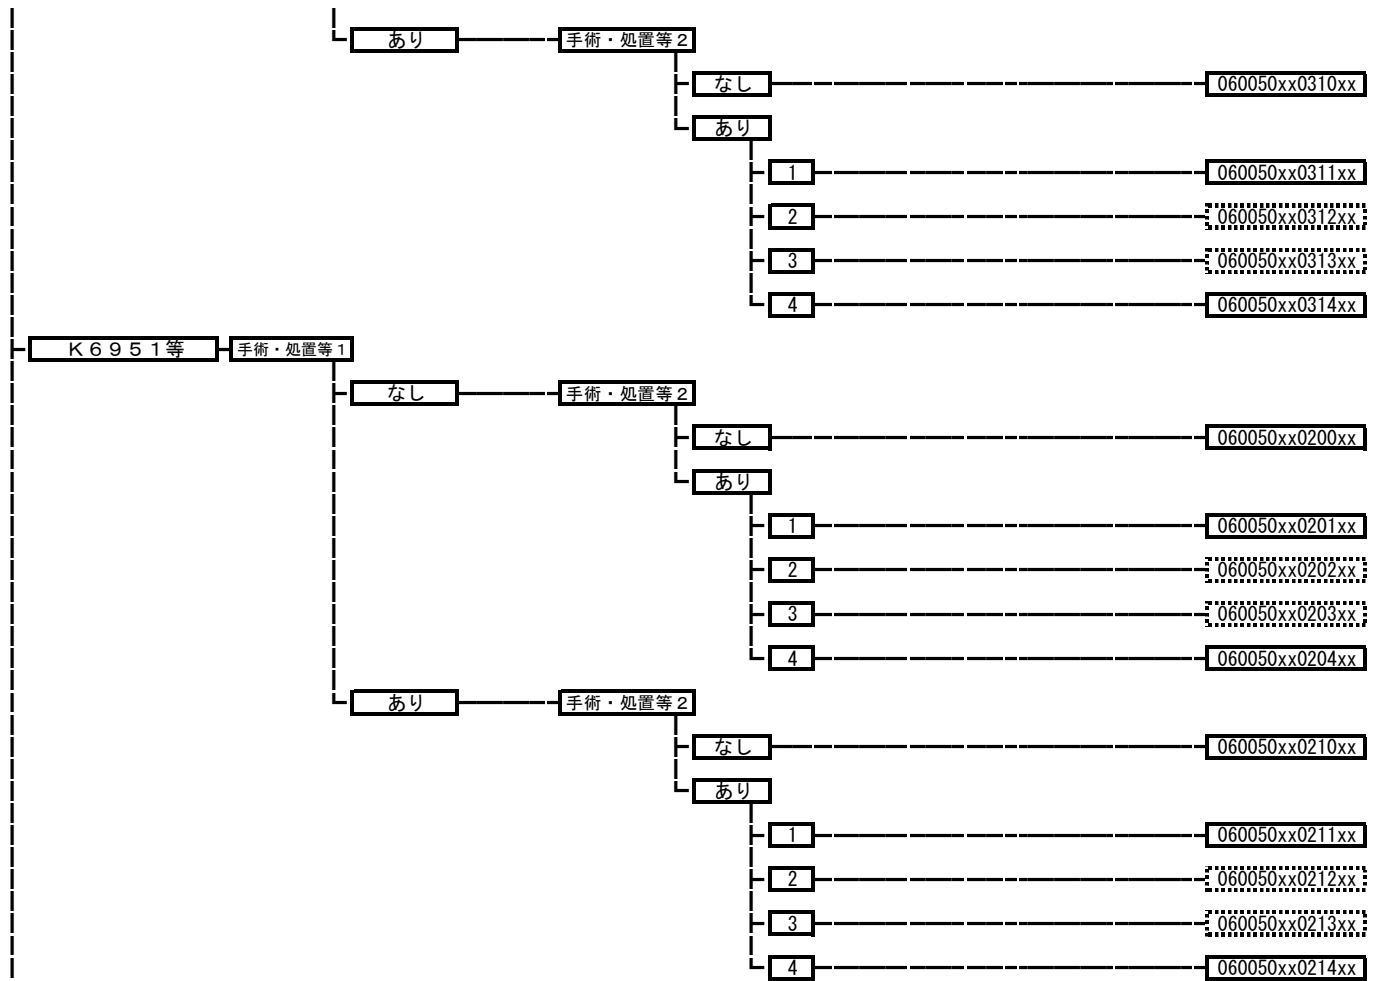 あり 手術・処置等２
なし 060050xx0310xx
あり
1 060050xx0311xx
2 060050xx0312xx
3 060050xx0313xx
4 060050xx0314xx
Ｋ６９５１等 手術・処置等１
なし 手術・処置等２
なし 060050xx0200xx
あり
1 060050xx0201xx
2 060050xx0202xx
3 060050xx0203xx
4 060050xx0204xx
あり 手術・処置等２
なし 060050xx0210xx
あり
1 060050xx0211xx
2 060050xx0212xx
3 060050xx0213xx
4 060050xx0214xx